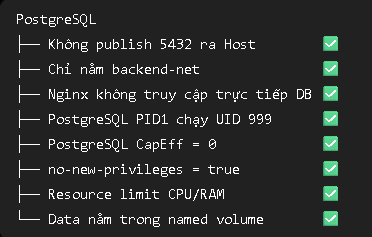 PostgreSQL
├── Không publish 5432 ra Host ✅
├── Chỉ nằm backend-net ✅
├── Nginx không truy cập trực tiếp DB ✅
├── PostgreSQL PID1 chạy UID 999 ✅
├── PostgreSQL CapEff = 0 ✅
├── no-new-privileges = true ✅
├── Resource limit CPU/RAM ✅
└── Data nằm trong named volume ✅